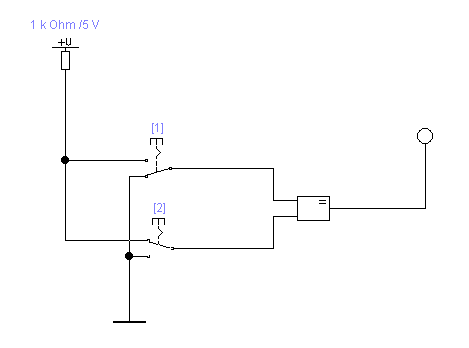 1 k Ohm /5 V
+U
[1]
[2]
=